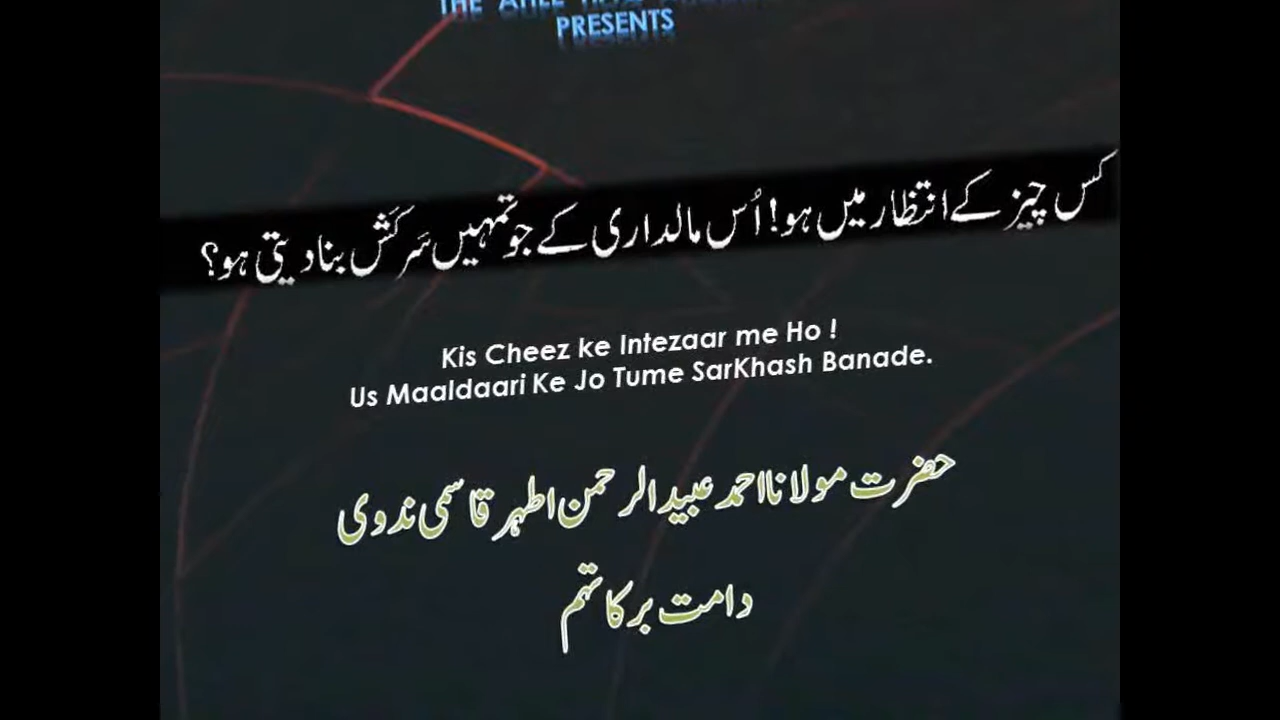 THE
PRESENTS
کس چیز کے انتظار میں ہو! اُس مالداری کے جو تمہیں سَرکَش بنا دیتی ہو؟
Kis Cheez ke Intezaar me Ho !
Us Maaldaari Ke Jo Tume SarKhash Banade.
حضرت مولانا احمد عبید الرحمن اطہر قاسمی ندوی
دامت برکاتہم